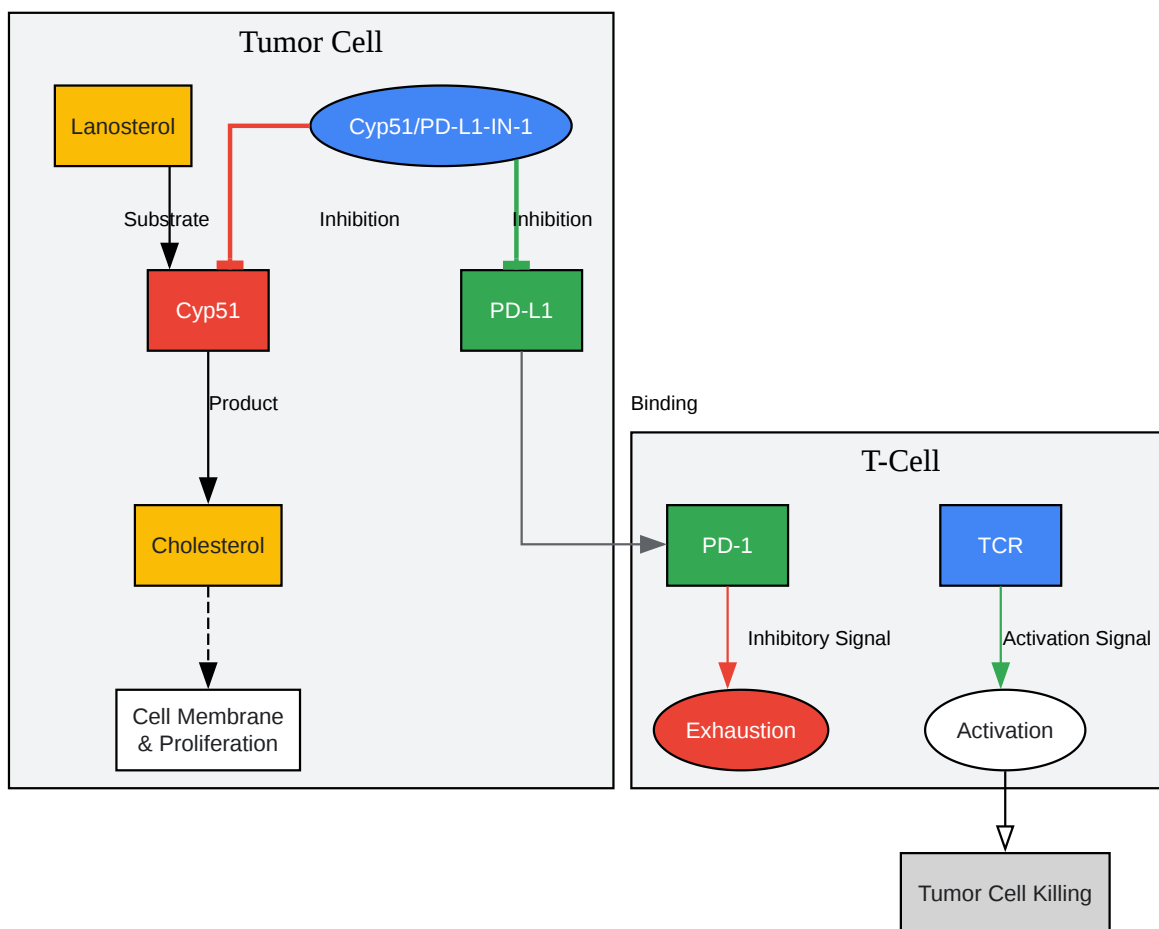 Tumor Cell
Lanosterol
Cyp51/PD-L1-IN-1
Substrate
Inhibition
Inhibition
Cyp51
PD-L1
Product
Binding
T-Cell
Cholesterol
PD-1
TCR
Inhibitory Signal
Activation Signal
Cell Membrane
& Proliferation
Exhaustion
Activation
Tumor Cell Killing